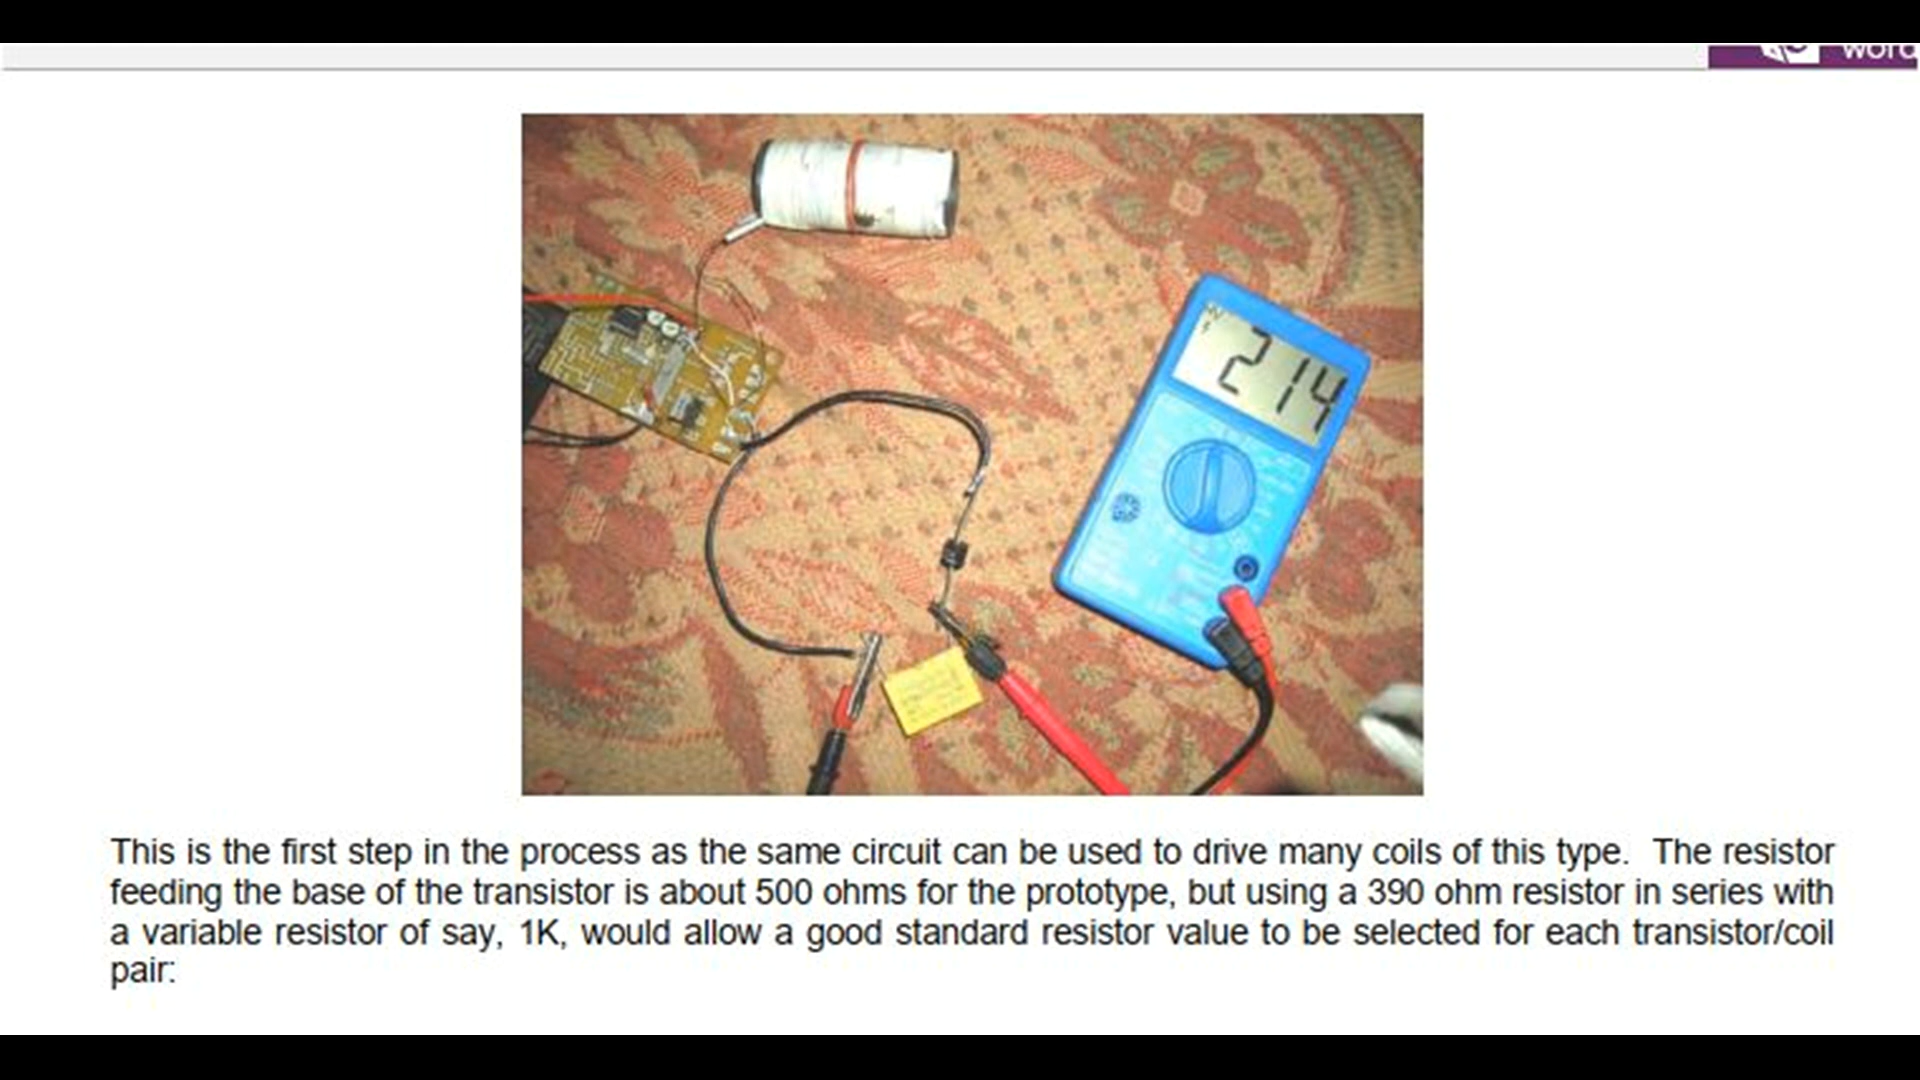 word
214
This is the first step in the process as the same circuit can be used to drive many coils of this type. The resistor
feeding the base of the transistor is about 500 ohms for the prototype, but using a 390 ohm resistor in series with
a variable resistor of say, 1K, would allow a good standard resistor value to be selected for each transistor/coil
pair: